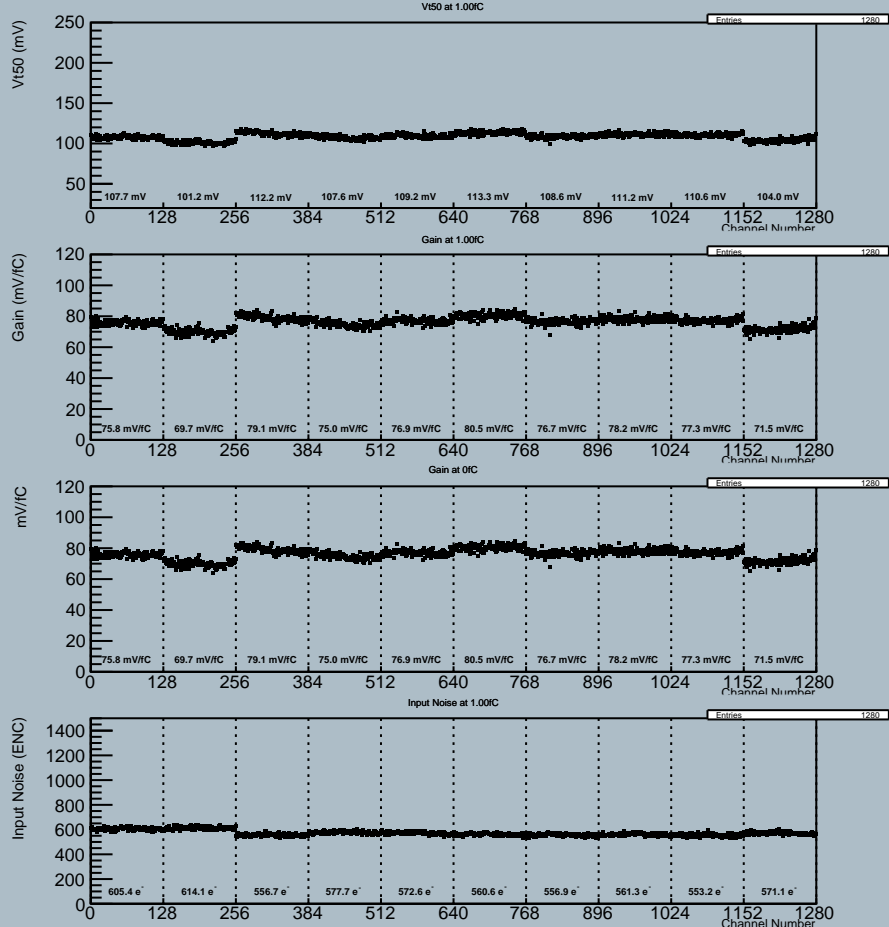 Vt50 at 1.00fC
Entries 1280
Vt50 (mV)
250
200
150
100
50
107.7 mV 101.2 mV 112.2 mV 107.6 mV 109.2 mV 113.3 mV 108.6 mV 111.2 mV 110.6 mV 104.0 mV
0 128 256 384 512 640 768 896 1024 1152 1280
Channel Number
Gain at 1.00fC
Entries 1280
Gain (mV/fC)
120
100
80
60
40
20
0
75.8 mV/fC 69.7 mV/fC 79.1 mV/fC 75.0 mV/fC 76.9 mV/fC 80.5 mV/fC 76.7 mV/fC 78.2 mV/fC 77.3 mV/fC 71.5 mV/fC
0 128 256 384 512 640 768 896 1024 1152 1280
Channel Number
Gain at 0fC
Entries 1280
mV/fC
120
100
80
60
40
20
0
75.8 mV/fC 69.7 mV/fC 79.1 mV/fC 75.0 mV/fC 76.9 mV/fC 80.5 mV/fC 76.7 mV/fC 78.2 mV/fC 77.3 mV/fC 71.5 mV/fC
0 128 256 384 512 640 768 896 1024 1152 1280
Channel Number
Input Noise at 1.00fC
Entries 1280
Input Noise (ENC)
1400
1200
1000
800
600
400
200
0
605.4 e⁻ 614.1 e⁻ 556.7 e⁻ 577.7 e⁻ 572.6 e⁻ 560.6 e⁻ 556.9 e⁻ 561.3 e⁻ 553.2 e⁻ 571.1 e⁻
0 128 256 384 512 640 768 896 1024 1152 1280
Channel Number